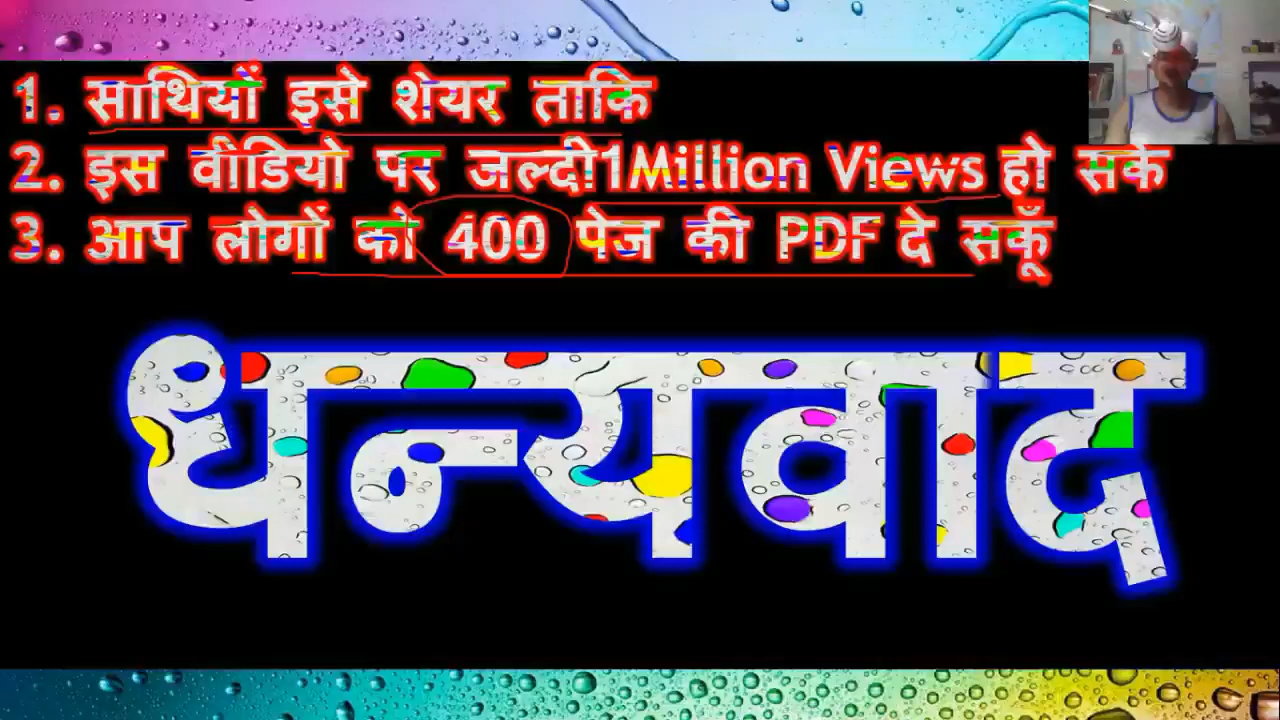 1. साथियों इसे शेयर ताकि
2. इस वीडियो पर जल्दी1Million Views हो सके
3. आप लोगों को 400 पेज की PDF दे सकूँ
धन्यवाद